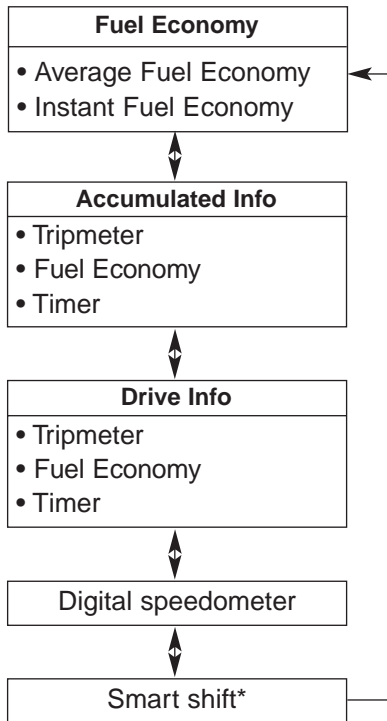 Fuel Economy
• Average Fuel Economy
• Instant Fuel Economy
Accumulated Info
• Tripmeter
• Fuel Economy
• Timer
Drive Info
• Tripmeter
• Fuel Economy
• Timer
Digital speedometer
Smart shift*